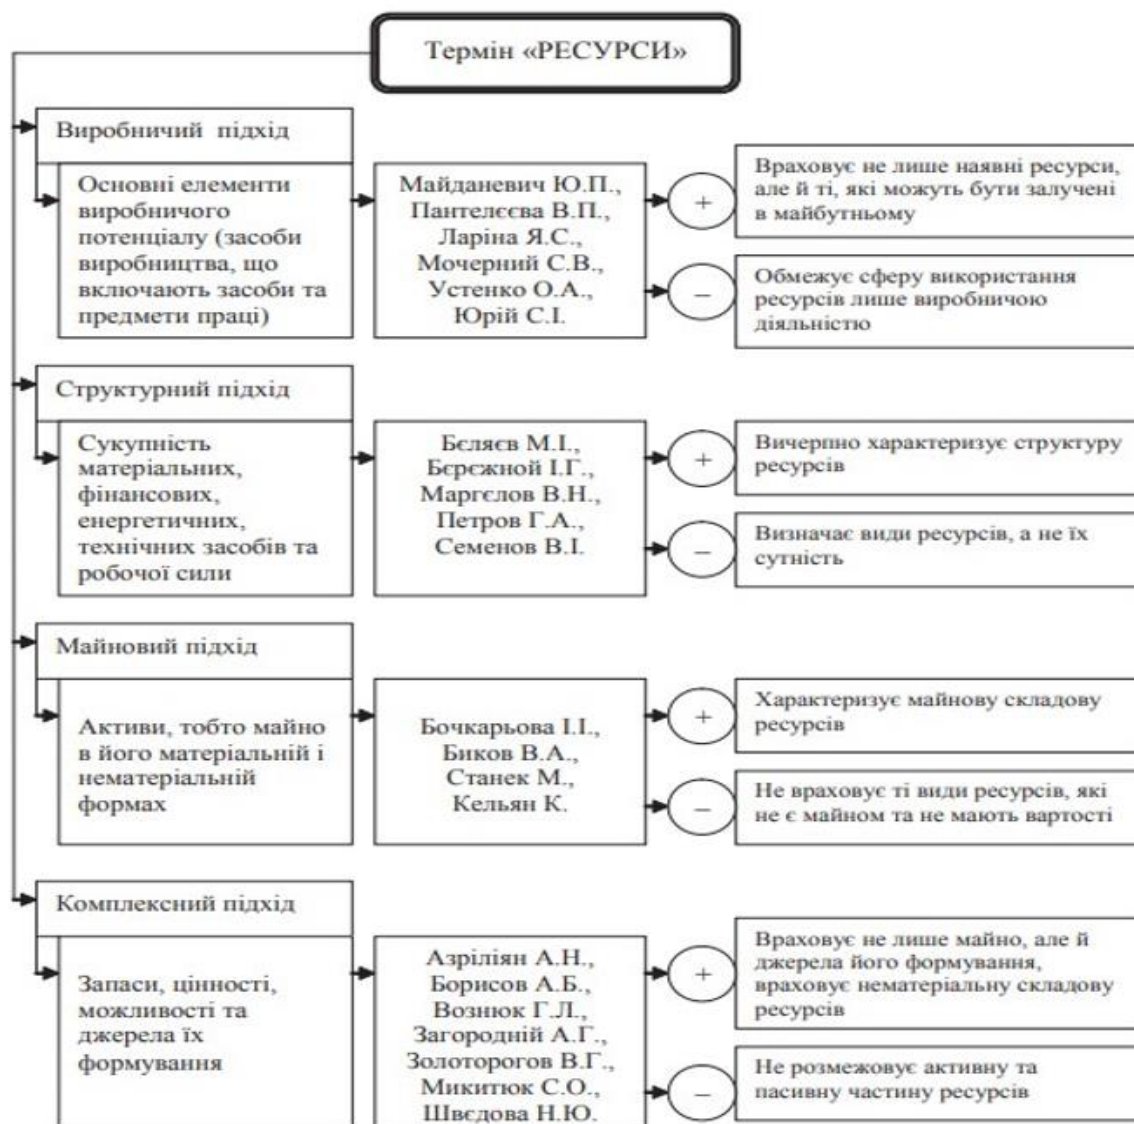 Термін «РЕСУРСИ»
Виробничий підхід
Основні елементи
виробничого
потенціалу (засоби
виробництва, що
включають засоби та
предмети праці)
Майданевич Ю.П.,
Пантелєєва В.П.,
Ларіна Я.С.,
Мочерний С.В.,
Устенко О.А.,
Юрій С.І.
+
Враховує не лише наявні ресурси,
але й ті, які можуть бути залучені
в майбутньому
–
Обмежує сферу використання
ресурсів лише виробничою
діяльністю
Структурний підхід
Сукупність
матеріальних,
фінансових,
енергетичних,
технічних засобів та
робочої сили
Бєляєв М.І.,
Бєрєжной І.Г.,
Маргєлов В.Н.,
Петров Г.А.,
Семенов В.І.
+
Вичерпно характеризує структуру
ресурсів
–
Визначає види ресурсів, а не їх
сутність
Майновий підхід
Активи, тобто майно
в його матеріальній і
нематеріальній
формах
Бочкарьова І.І.,
Биков В.А.,
Станек М.,
Кельян К.
+
Характеризує майнову складову
ресурсів
–
Не враховує ті види ресурсів, які
не є майном та не мають вартості
Комплексний підхід
Запаси, цінності,
можливості та
джерела їх
формування
Азріліян А.Н.,
Борисов А.Б.,
Вознюк Г.Л.,
Загородній А.Г.,
Золоторогов В.Г.,
Микитюк С.О.,
Швєдова Н.Ю.
+
Враховує не лише майно, але й
джерела його формування,
враховує нематеріальну складову
ресурсів
–
Не розмежовує активну та
пасивну частину ресурсів